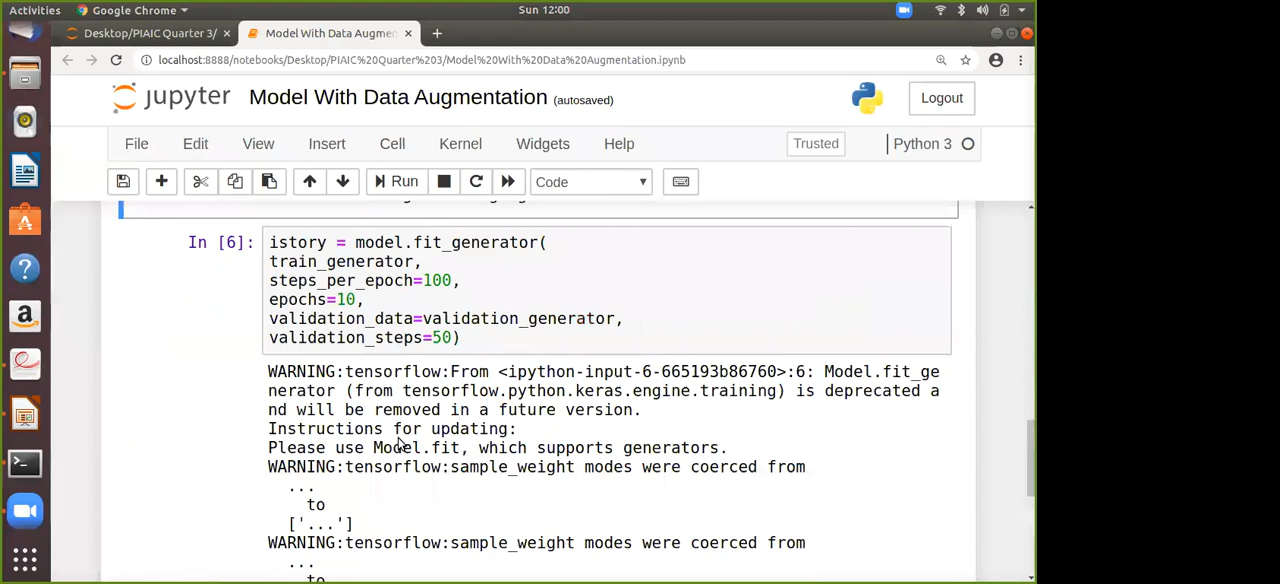 Activities
Google Chrome
Sun 12:00
Desktop/PIAIC Quarter 3/
Model With Data Augmen
localhost:8888/notebooks/Desktop/PIAIC%20Quarter%203/Model%20With%20Data%20Augmentation.ipynb
jupyter
Model With Data Augmentation (autosaved)
Logout
File Edit View Insert Cell Kernel Widgets Help
Trusted
Python 3
Run
Code
In [6]:
istory = model.fit_generator(
train_generator,
steps_per_epoch=100,
epochs=10,
validation_data=validation_generator,
validation_steps=50)
WARNING:tensorflow:From <ipython-input-6-665193b86760>:6: Model.fit_ge
nerator (from tensorflow.python.keras.engine.training) is deprecated a
nd will be removed in a future version.
Instructions for updating:
Please use Model.fit, which supports generators.
WARNING:tensorflow:sample_weight modes were coerced from
...
to
['...']
WARNING:tensorflow:sample_weight modes were coerced from
...
to